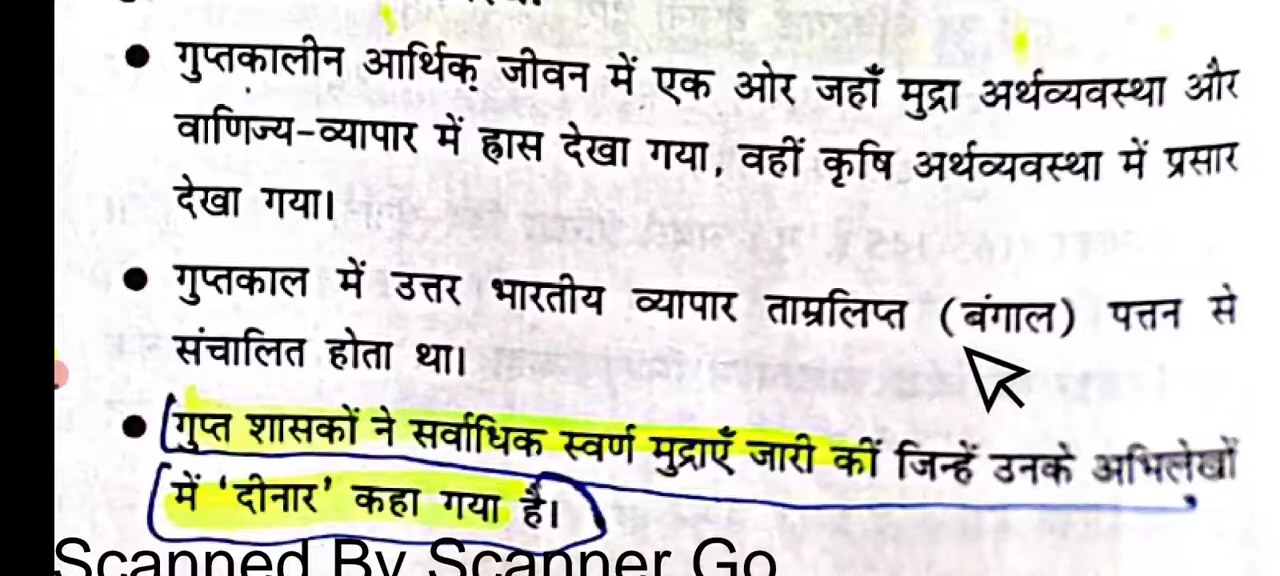 ● गुप्तकालीन आर्थिक जीवन में एक ओर जहाँ मुद्रा अर्थव्यवस्था और
वाणिज्य-व्यापार में ह्रास देखा गया, वहीं कृषि अर्थव्यवस्था में प्रसार
देखा गया।
● गुप्तकाल में उत्तर भारतीय व्यापार ताम्रलिप्त (बंगाल) पत्तन से
संचालित होता था।
● गुप्त शासकों ने सर्वाधिक स्वर्ण मुद्राएँ जारी कीं जिन्हें उनके अभिलेखों
में ‘दीनार’ कहा गया है।
Scanned By Scanner Go